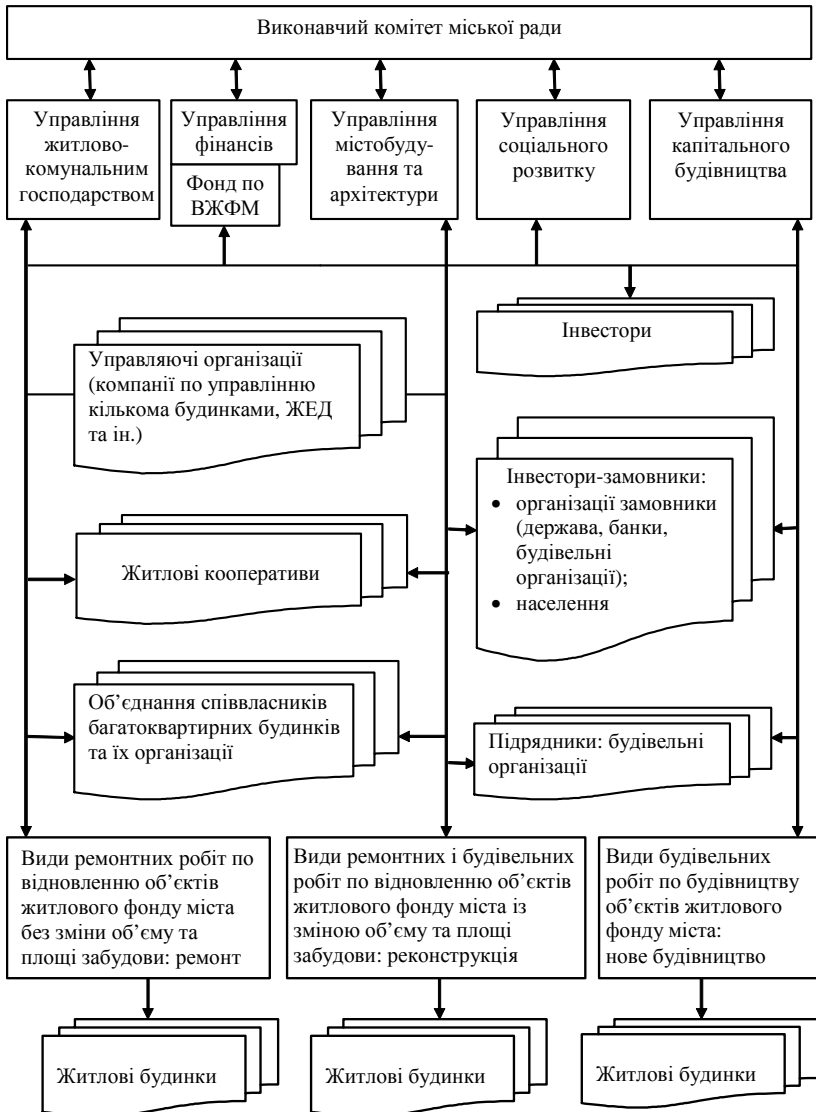 Виконавчий комітет міської ради
Управління
житлово-
комунальним
господарством
Управління
фінансів
Фонд по
ВЖФМ
Управління
містобуду-
вання та
архітектури
Управління
соціального
розвитку
Управління
капітального
будівництва
Інвестори
Управляючі організації
(компанії по управлінню
кількома будинками, ЖЕД
та ін.)
Інвестори-замовники:
• організації замовники
(держава, банки,
будівельні
організації);
• населення
Житлові кооперативи
Об’єднання співвласників
багатоквартирних будинків
та їх організації
Підрядники: будівельні
організації
Види ремонтних робіт по
відновленню об’єктів
житлового фонду міста
без зміни об’єму та
площі забудови: ремонт
Види ремонтних і будівельних
робіт по відновленню об’єктів
житлового фонду міста із
зміною об’єму та площі
забудови: реконструкція
Види будівельних
робіт по будівництву
об’єктів житлового
фонду міста:
нове будівництво
Житлові будинки
Житлові будинки
Житлові будинки